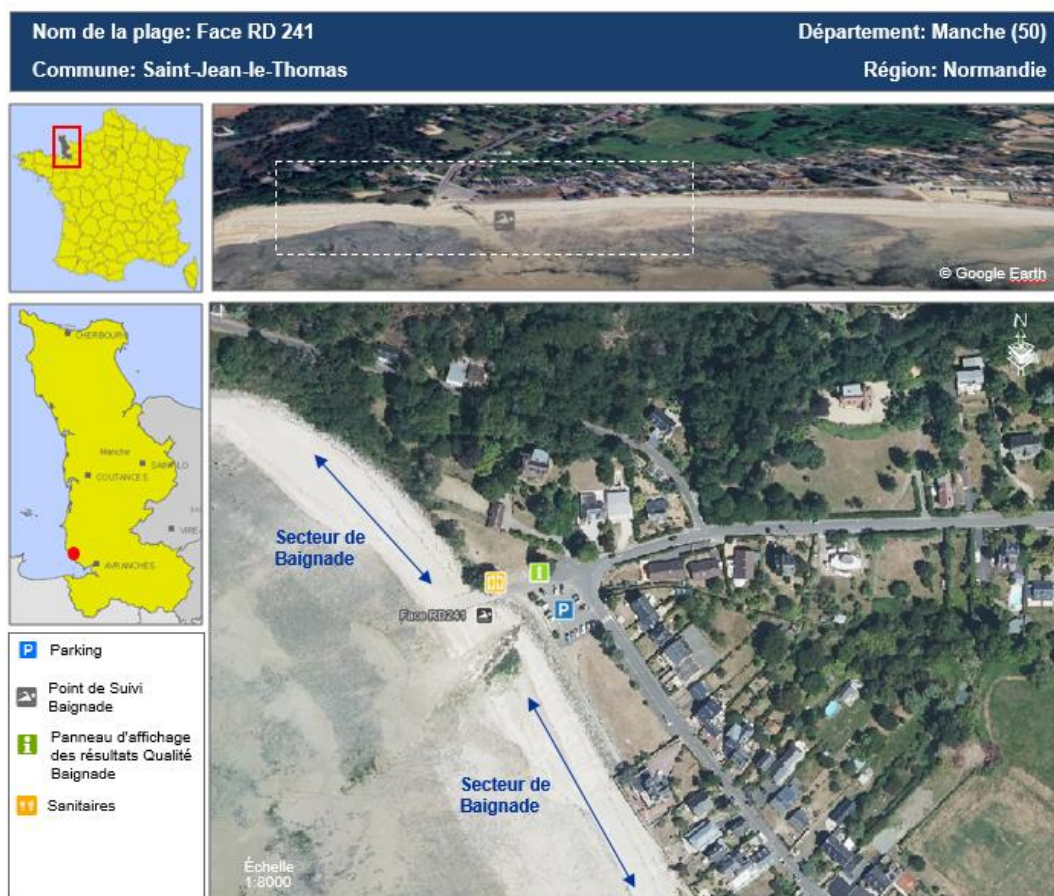 Nom de la plage: Face RD 241
Département: Manche (50)
Commune: Saint-Jean-le-Thomas
Région: Normandie
© Google Earth
CHERBOURG
Manche
SAINT-LO
COUTANCES
VIRE
AVRANCHES
N
Secteur de
Baignade
i
P
Face RD241
Secteur de
Baignade
Échelle
1:8000
P Parking
Point de Suivi
Baignade
i Panneau d'affichage
des résultats Qualité
Baignade
Sanitaires